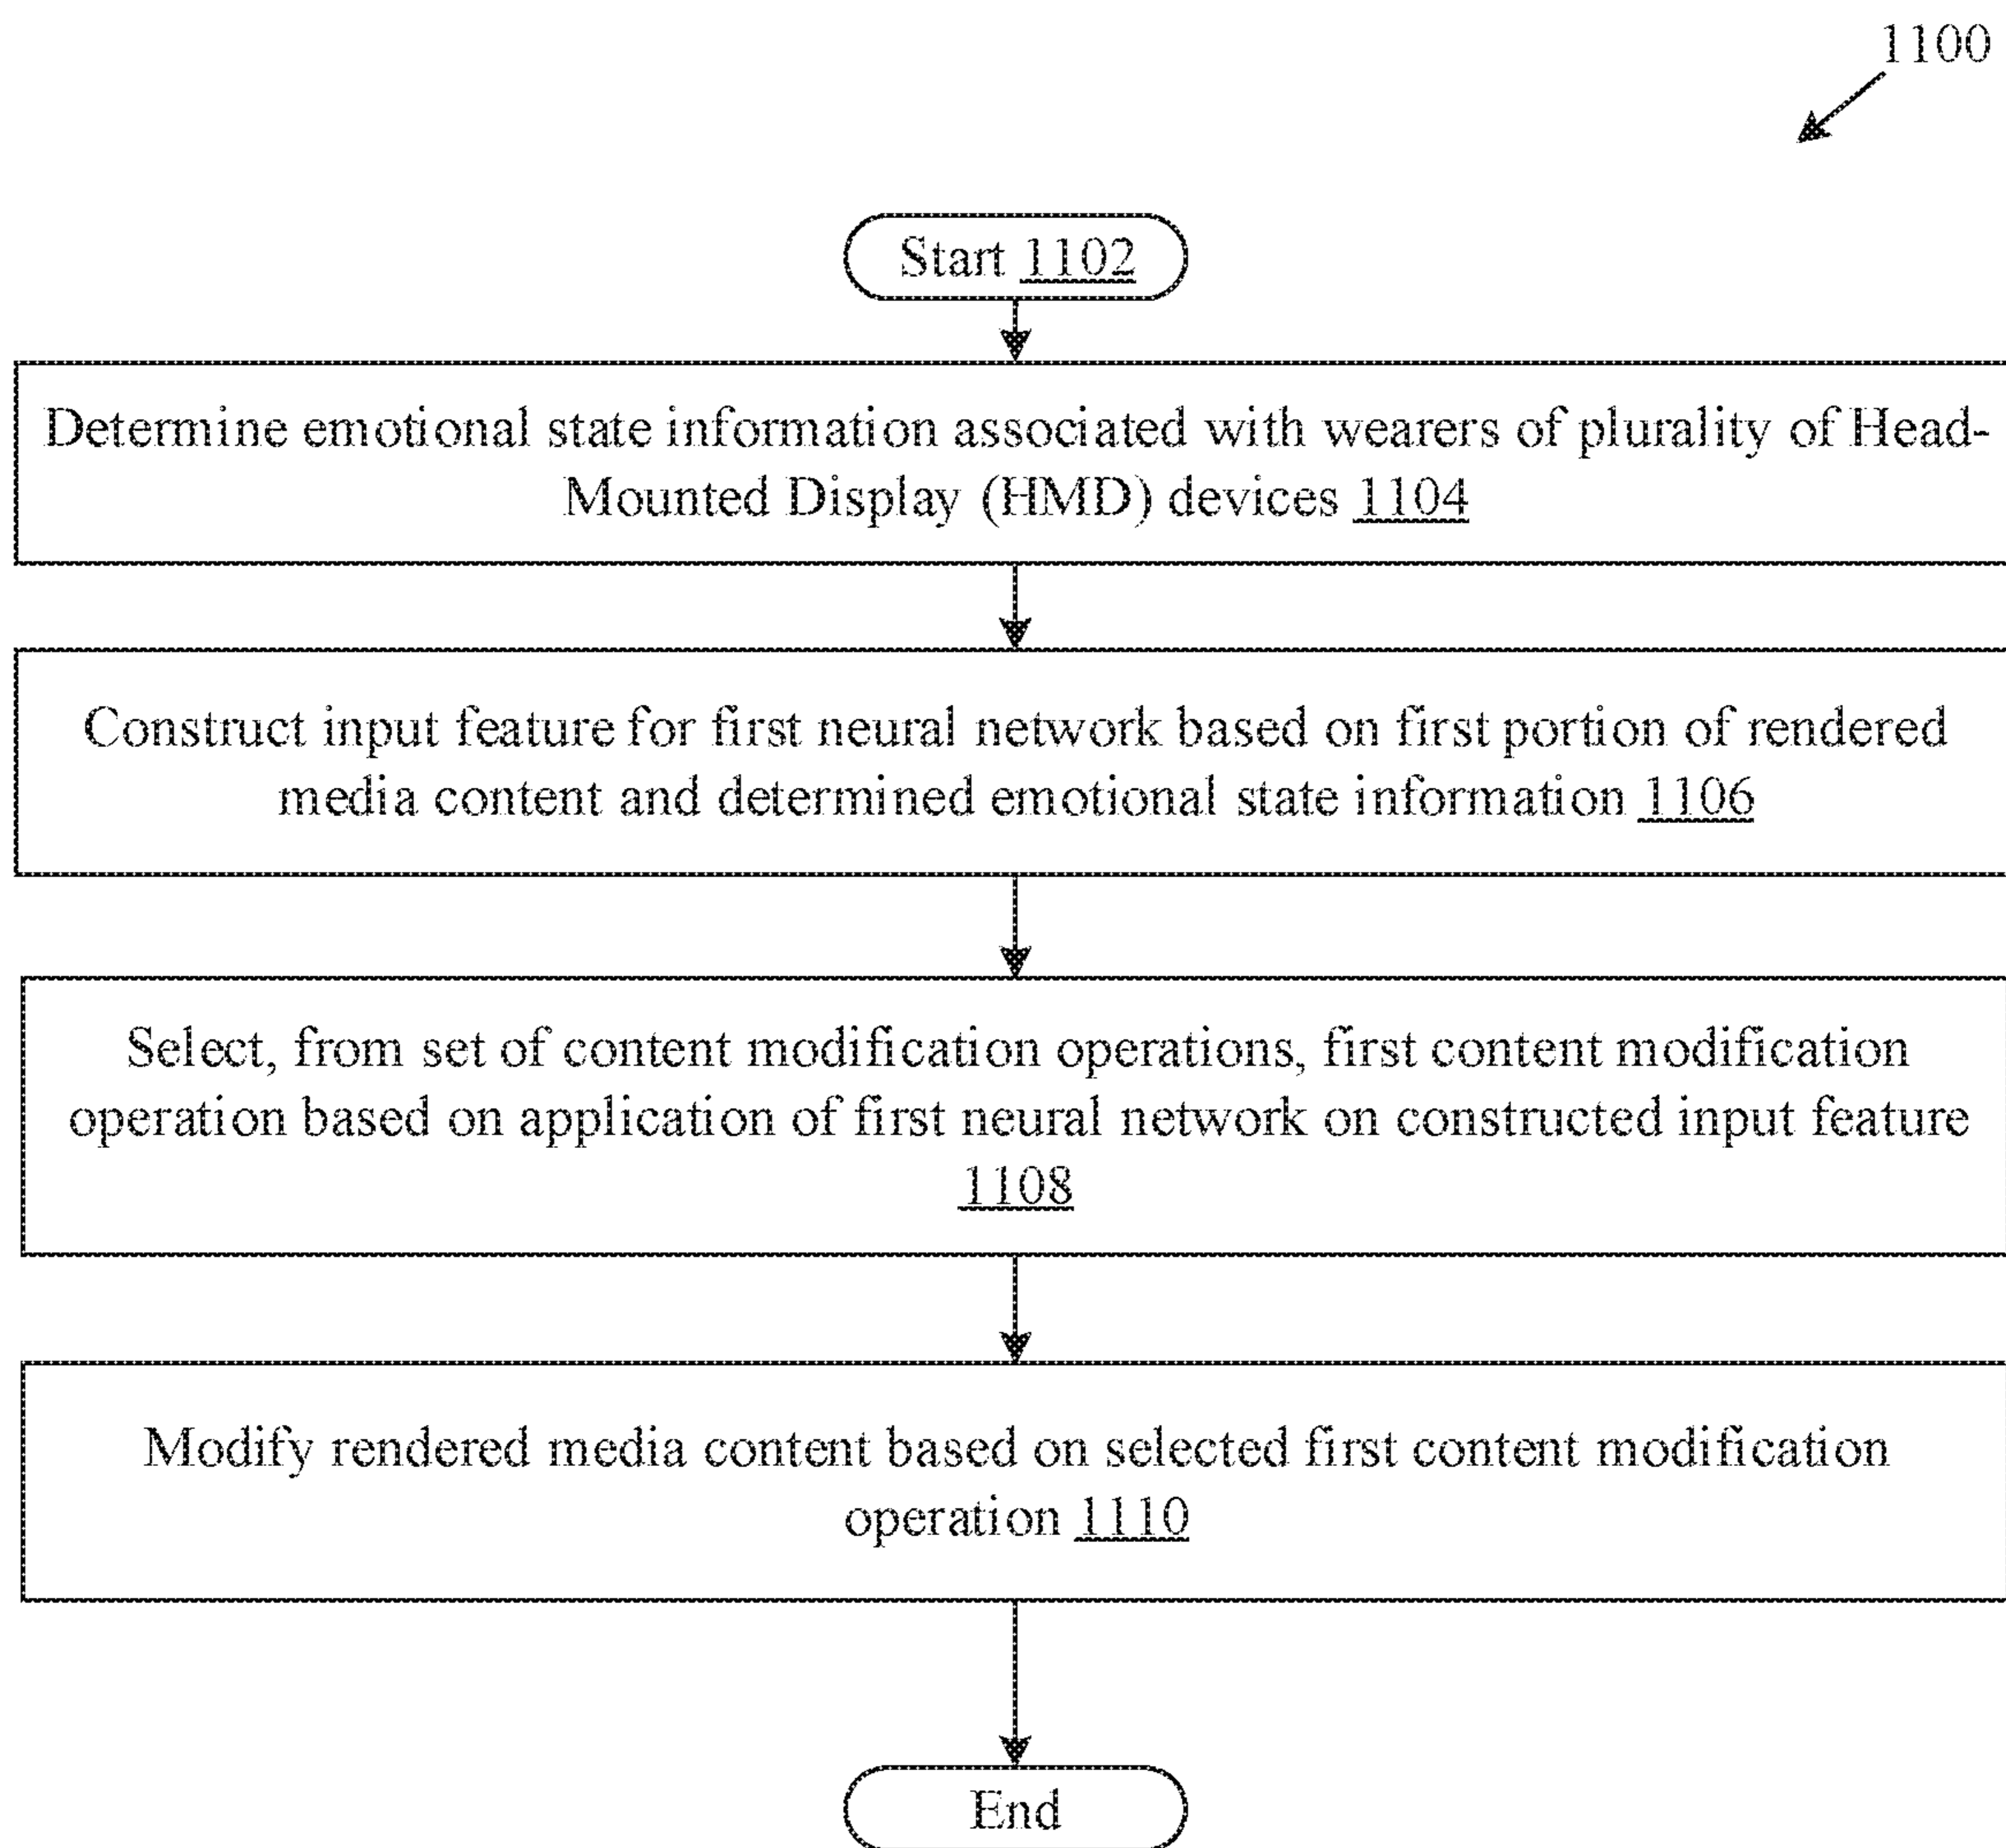 1100
Start 1102
Determine emotional state information associated with wearers of plurality of Head-
Mounted Display (HMD) devices 1104
Construct input feature for first neural network based on first portion of rendered
media content and determined emotional state information 1106
Select, from set of content modification operations, first content modification
operation based on application of first neural network on constructed input feature
1108
Modify rendered media content based on selected first content modification
operation 1110
End